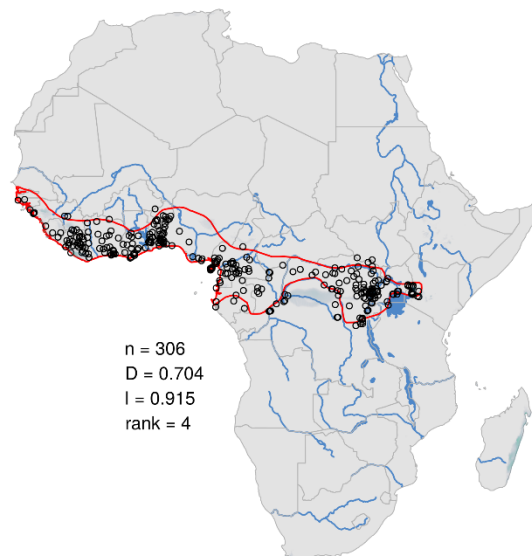 n = 306
D = 0.704
I = 0.915
rank = 4